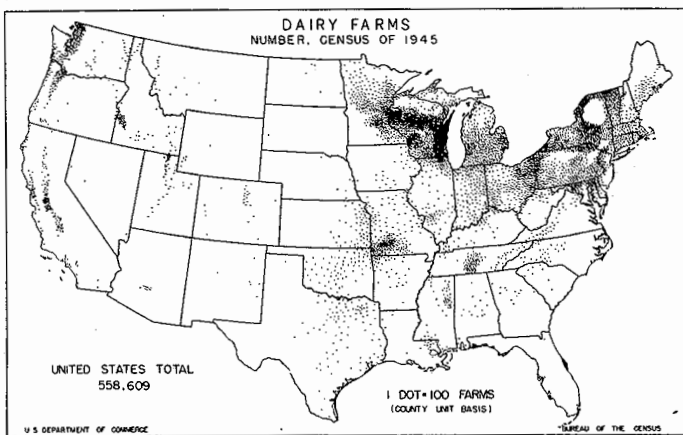 DAIRY FARMS
NUMBER, CENSUS OF 1945
UNITED STATES TOTAL
558,609
1 DOT=100 FARMS
(COUNTY UNIT BASIS)
U S DEPARTMENT OF COMMERCE
BUREAU OF THE CENSUS